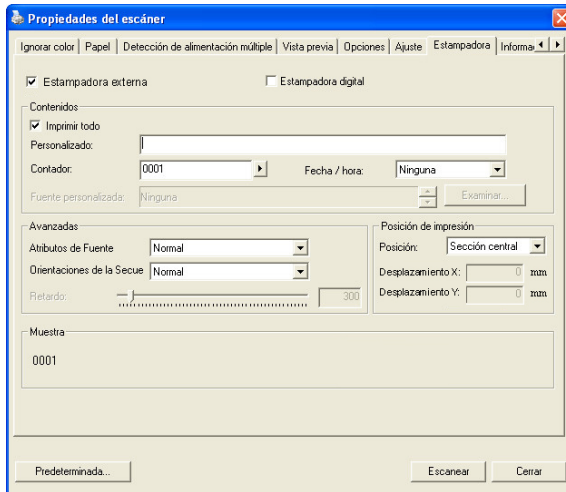 Propiedades del escáner
Ignorar color Papel Detección de alimentación múltiple Vista previa Opciones Ajuste Estampadora Informa
Estampadora externa Estampadora digital
Contenidos
Imprimir todo
Personalizado:
Contador: 0001 Fecha / hora: Ninguna
Fuente personalizada: Ninguna Examinar...
Avanzadas Posición de impresión
Atributos de Fuente Normal Posición: Sección central
Orientaciones de la Secue Normal Desplazamiento X: 0 mm
Retardo: 300 Desplazamiento Y: 0 mm
Muestra
0001
Predeterminada... Escanear Cerrar